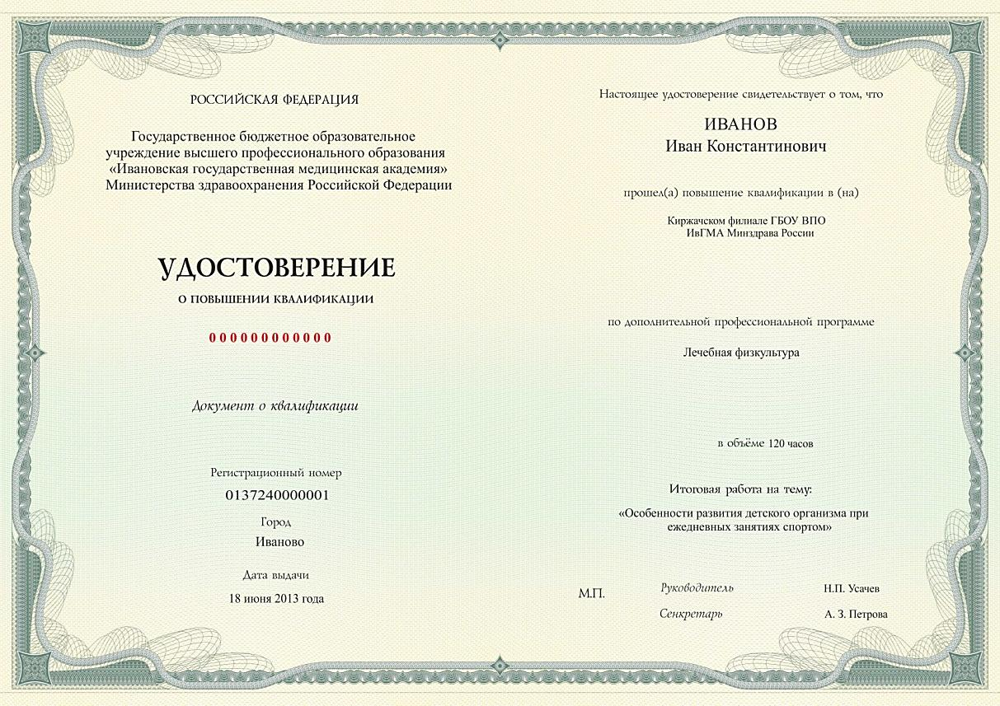 РОССИЙСКАЯ ФЕДЕРАЦИЯ
Государственное бюджетное образовательное
учреждение высшего профессионального образования
«Ивановская государственная медицинская академия»
Министерства здравоохранения Российской Федерации
УДОСТОВЕРЕНИЕ
О ПОВЫШЕНИИ КВАЛИФИКАЦИИ
000000000000
Документ о квалификации
Регистрационный номер
0137240000001
Город
Иваново
Дата выдачи
18 июня 2013 года
Настоящее удостоверение свидетельствует о том, что
ИВАНОВ
Иван Константинович
прошел(а) повышение квалификации в (на)
Киржачском филиале ГБОУ ВПО
ИвГМА Минздрава России
по дополнительной профессиональной программе
Лечебная физкультура
в объёме 120 часов
Итоговая работа на тему:
«Особенности развития детского организма при
ежедневных занятиях спортом»
М.П.
Руководитель Н.П. Усачев
Сенкретарь А. З. Петрова